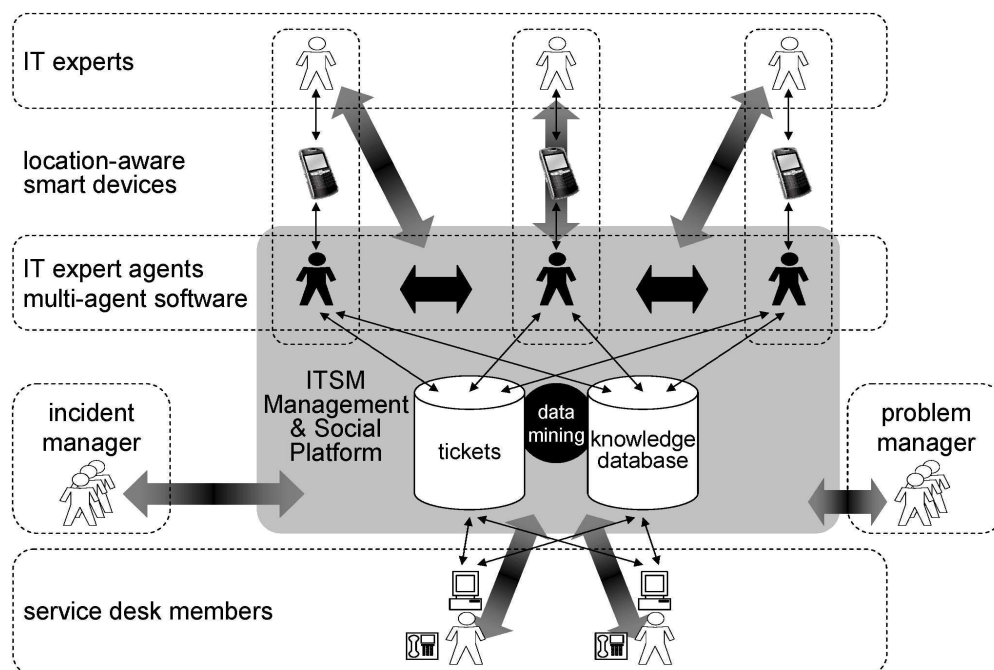 IT experts
location-aware
smart devices
IT expert agents
multi-agent software
ITSM
Management
& Social
Platform
tickets
data
mining
knowledge
database
incident
manager
problem
manager
service desk members